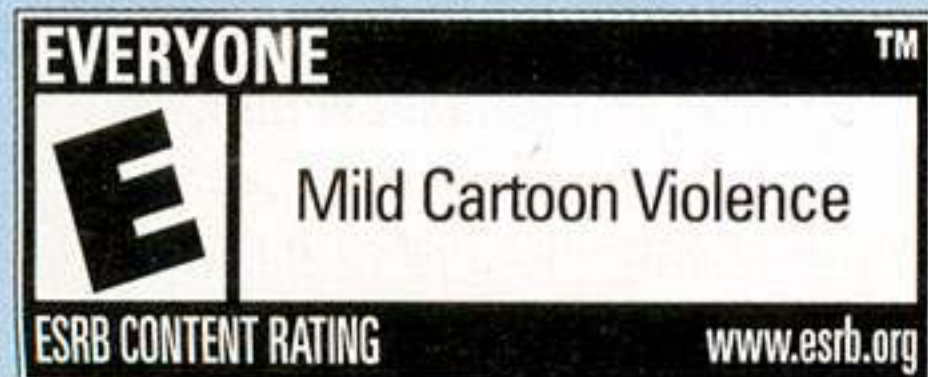 EVERYONE TM
E
Mild Cartoon Violence
ESRB CONTENT RATING www.esrb.org